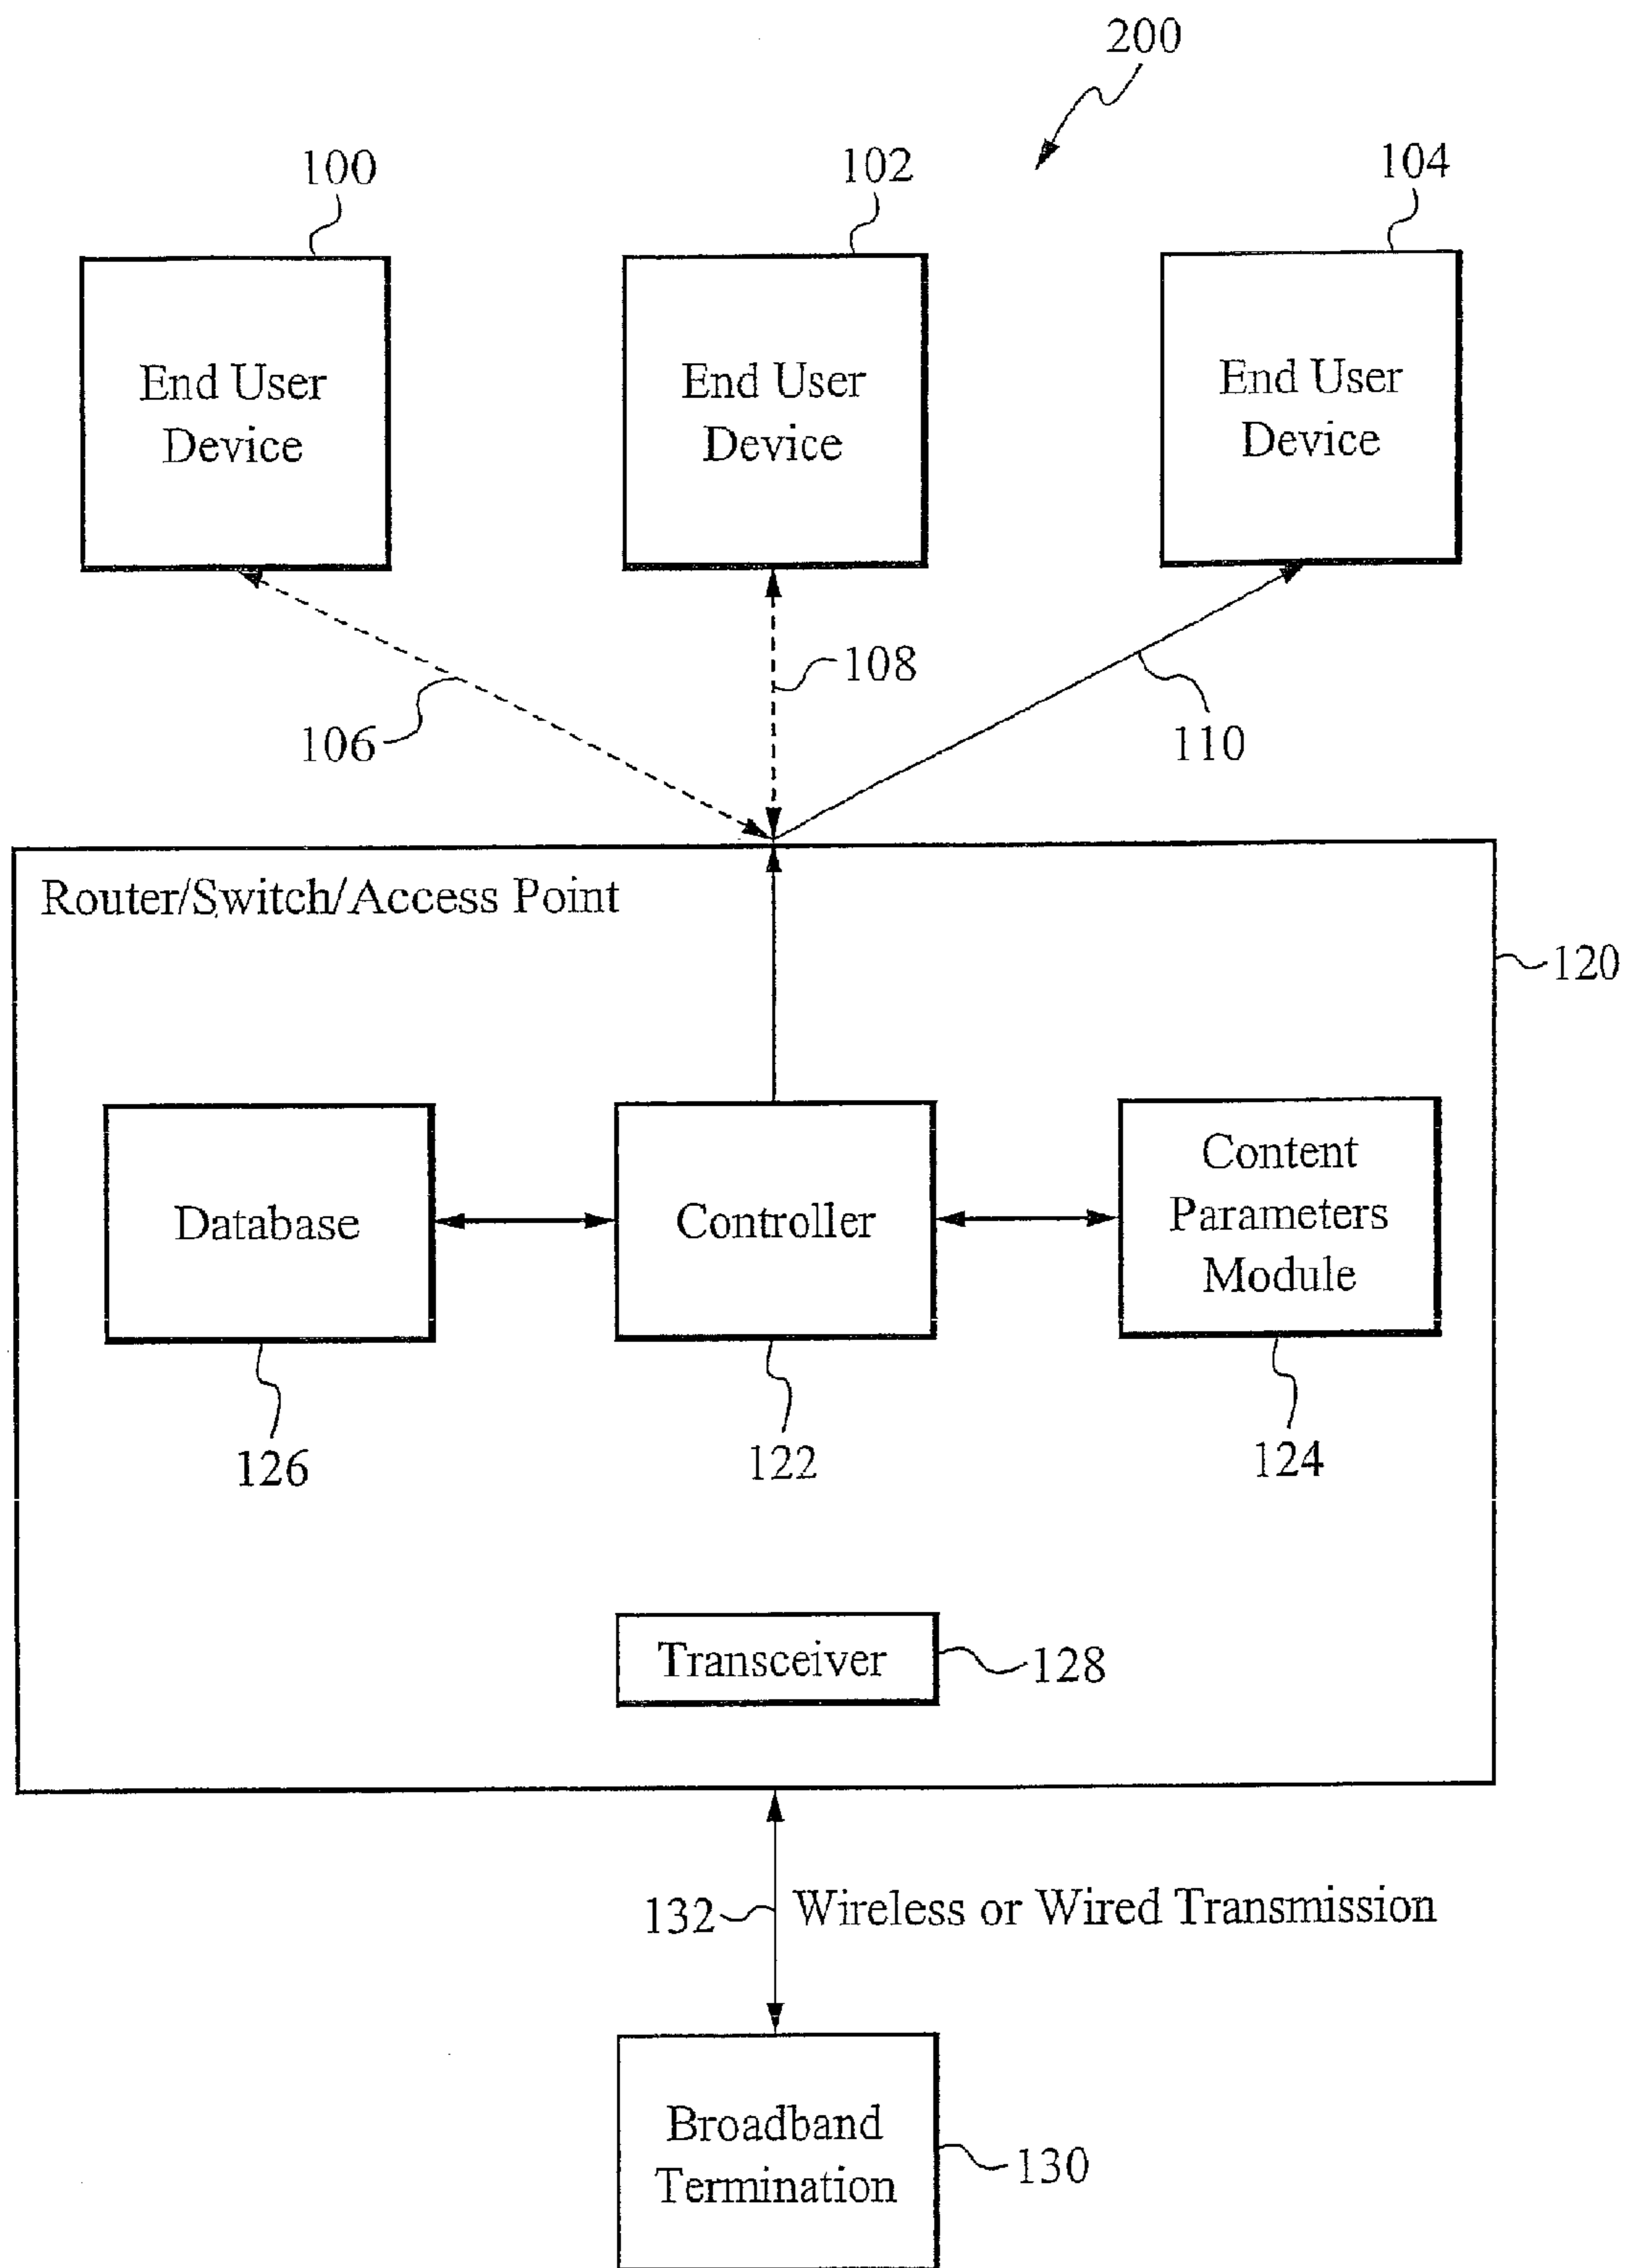 200
100
102
104
End User
Device
End User
Device
End User
Device
106
108
110
Router/Switch/Access Point
120
Database
Controller
Content
Parameters
Module
126
122
124
Transceiver
128
132
Wireless or Wired Transmission
Broadband
Termination
130